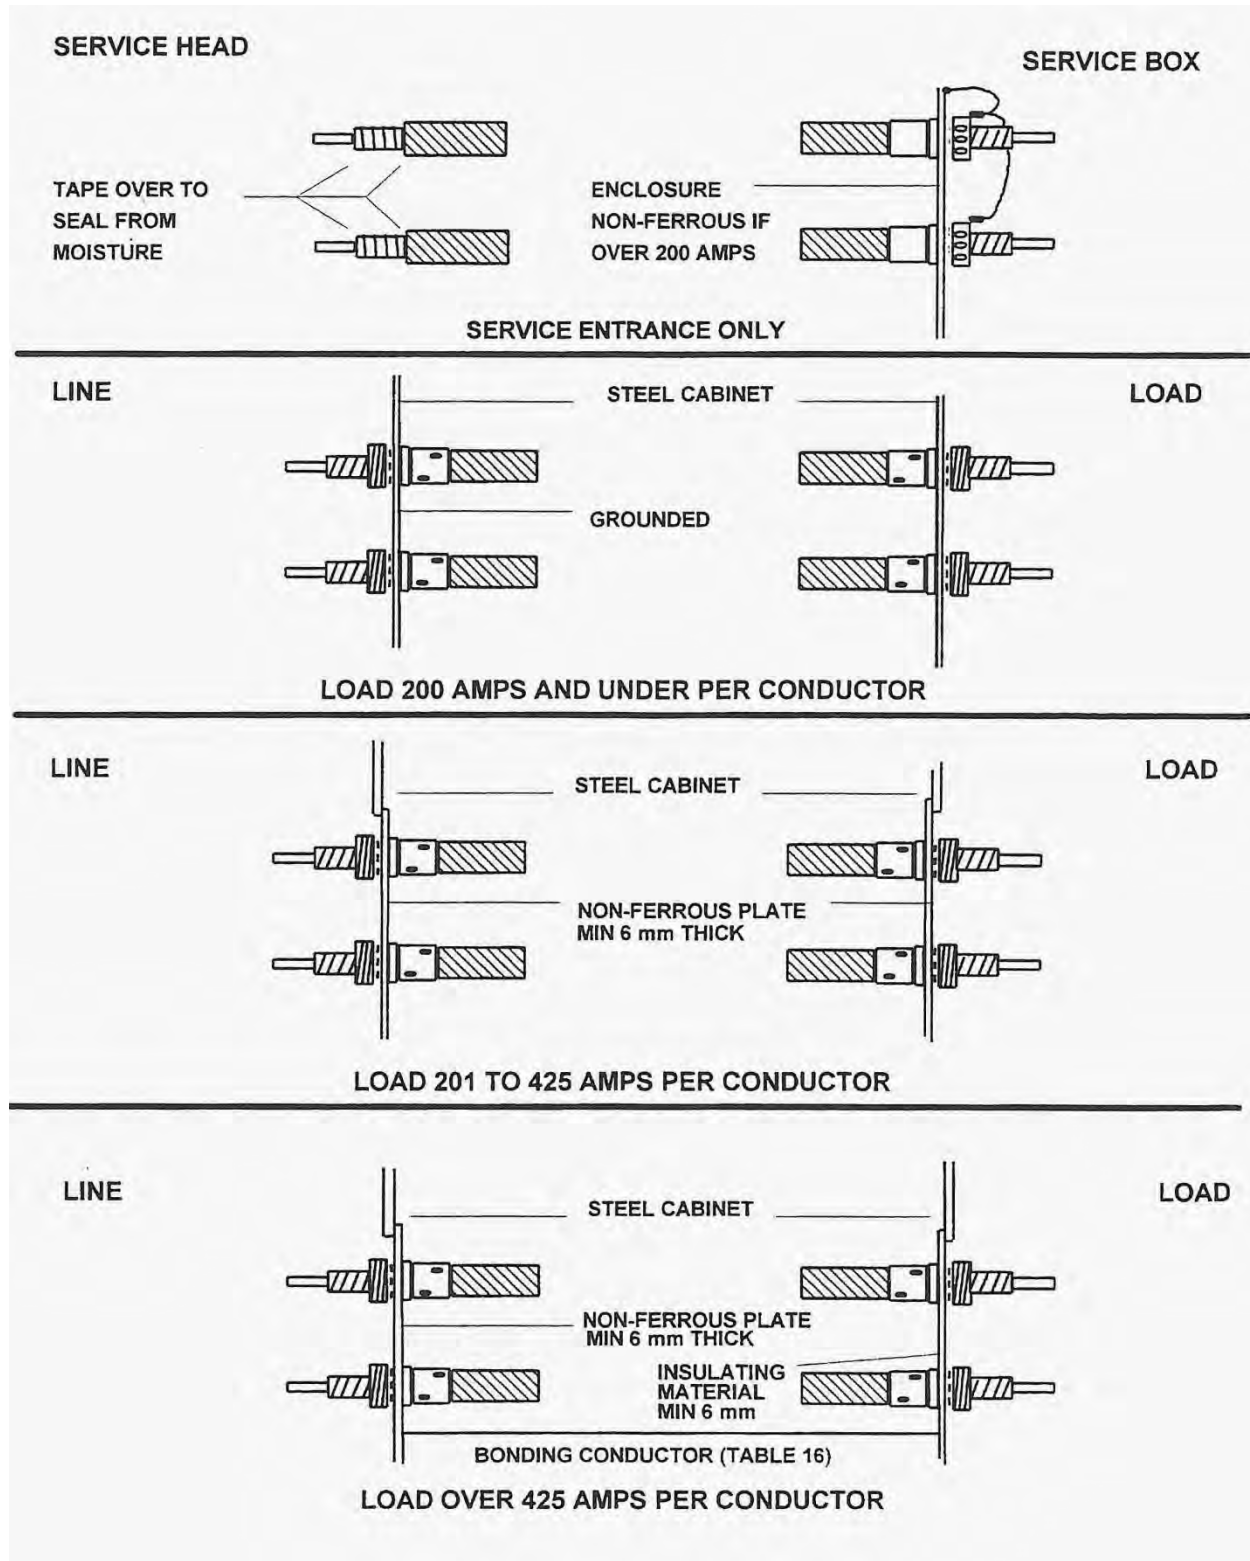 SERVICE HEAD
SERVICE BOX
TAPE OVER TO
SEAL FROM
MOISTURE
ENCLOSURE
NON-FERROUS IF
OVER 200 AMPS
SERVICE ENTRANCE ONLY
LINE
STEEL CABINET
LOAD
GROUNDED
LOAD 200 AMPS AND UNDER PER CONDUCTOR
LINE
STEEL CABINET
LOAD
NON-FERROUS PLATE
MIN 6 mm THICK
LOAD 201 TO 425 AMPS PER CONDUCTOR
LINE
STEEL CABINET
LOAD
NON-FERROUS PLATE
MIN 6 mm THICK
INSULATING
MATERIAL
MIN 6 mm
BONDING CONDUCTOR (TABLE 16)
LOAD OVER 425 AMPS PER CONDUCTOR